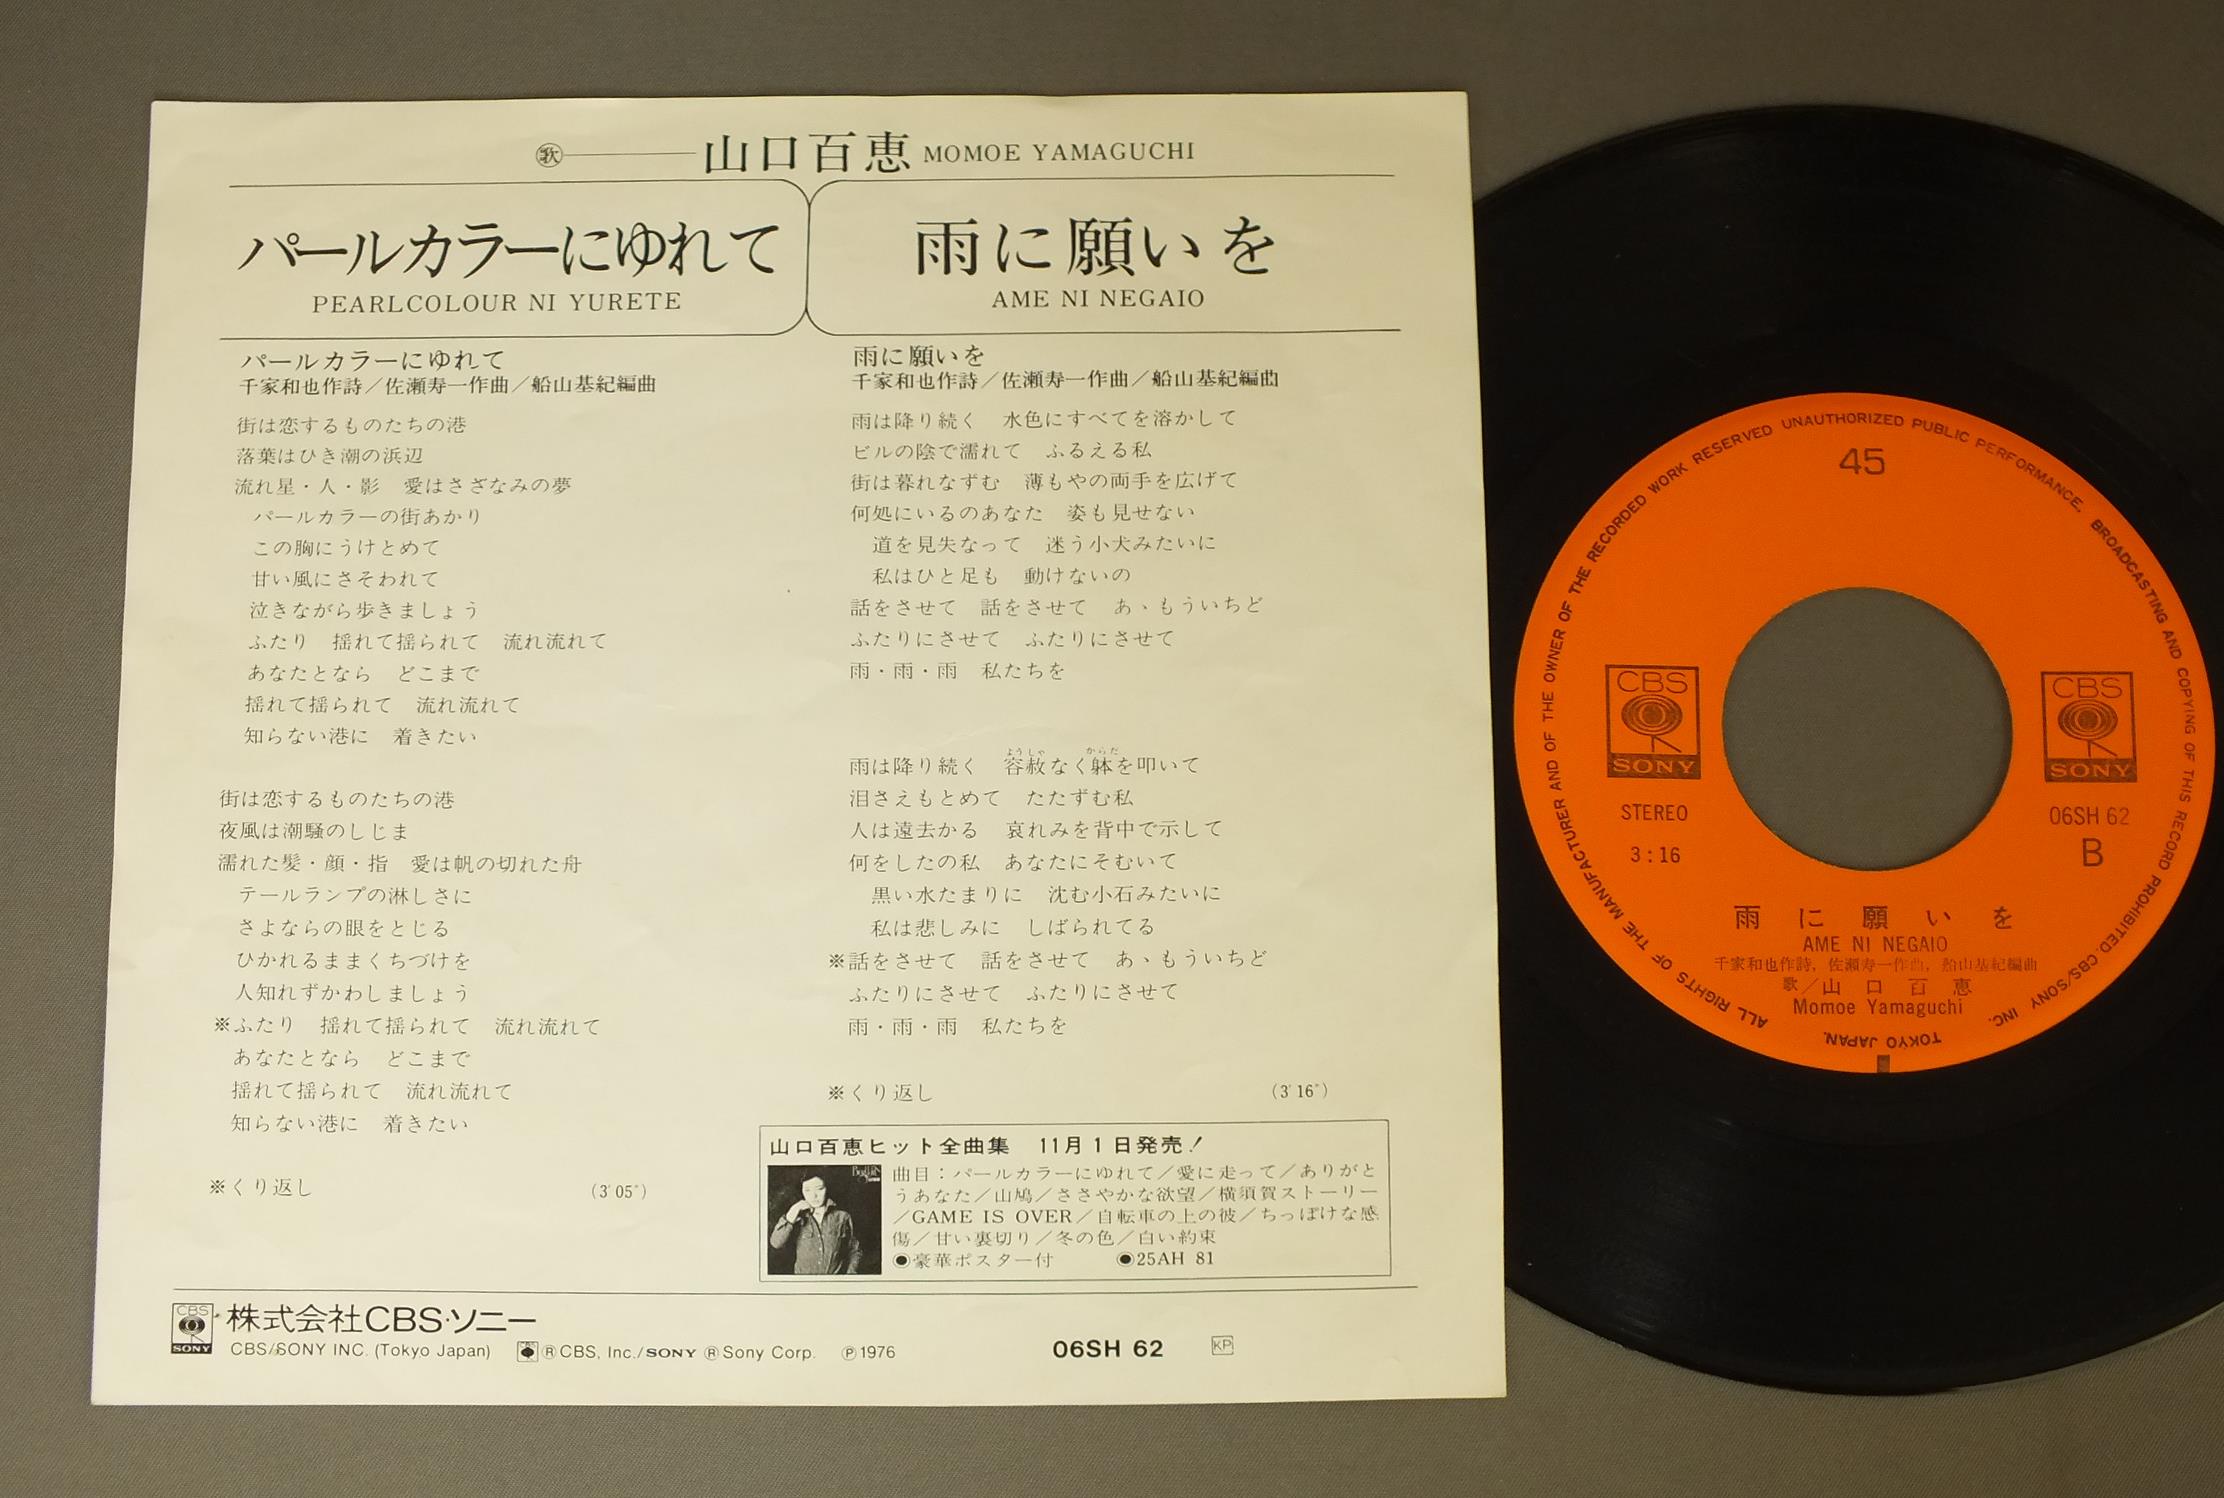 歌 山口百恵 MOMOE YAMAGUCHI
パールカラーにゆれて
PEARLCOLOUR NI YURETE
雨に願いを
AME NI NEGAIO
パールカラーにゆれて
千家和也作詩／佐瀬寿一作曲／船山基紀編曲
街は恋するものたちの港
落葉はひき潮の浜辺
流れ星・人・影　愛はさざなみの夢
パールカラーの街あかり
この胸にうけとめて
甘い風にさそわれて
泣きながら歩きましょう
ふたり　揺れて揺られて　流れ流れて
あなたとなら　どこまで
揺れて揺られて　流れ流れて
知らない港に　着きたい
街は恋するものたちの港
夜風は潮騒のしじま
濡れた髪・顔・指　愛は帆の切れた舟
テールランプの淋しさに
さよならの眼をとじる
ひかれるままくちづけを
人知れずかわしましょう
※ふたり　揺れて揺られて　流れ流れて
あなたとなら　どこまで
揺れて揺られて　流れ流れて
知らない港に　着きたい
※くり返し　(3′05″)
雨に願いを
千家和也作詩／佐瀬寿一作曲／船山基紀編曲
雨は降り続く　水色にすべてを溶かして
ビルの陰で濡れて　ふるえる私
街は暮れなずむ　薄もやの両手を広げて
何処にいるのあなた　姿も見せない
道を見失なって　迷う小犬みたいに
私はひと足も　動けないの
話をさせて　話をさせて　あゝもういちど
ふたりにさせて　ふたりにさせて
雨・雨・雨　私たちを
ようしゃ　からだ
雨は降り続く　容赦なく躰を叩いて
泪さえもとめて　たたずむ私
人は遠去かる　哀れみを背中で示して
何をしたの私　あなたにそむいて
黒い水たまりに　沈む小石みたいに
私は悲しみに　しばられてる
※話をさせて　話をさせて　あゝもういちど
ふたりにさせて　ふたりにさせて
雨・雨・雨　私たちを
※くり返し　(3′16″)
山口百恵ヒット全曲集　11月1日発売！
曲目：パールカラーにゆれて／愛に走って／ありがと
うあなた／山鳩／ささやかな欲望／横須賀ストーリー
／GAME IS OVER／自転車の上の彼／ちっぽけな感
傷／甘い裏切り／冬の色／白い約束
●豪華ポスター付　●25AH 81
CBS SONY 株式会社CBS・ソニー
CBS/SONY INC. (Tokyo Japan)　ⓇCBS, Inc./SONY ⓇSony Corp.　Ⓟ1976　06SH 62　KP
ALL RIGHTS OF THE MANUFACTURER AND OF THE OWNER OF THE RECORDED WORK RESERVED UNAUTHORIZED PUBLIC PERFORMANCE, BROADCASTING AND COPYING OF THIS RECORD PROHIBITED. CBS/SONY INC. TOKYO JAPAN.
45
CBS SONY
CBS SONY
STEREO
3:16
06SH 62
B
雨に願いを
AME NI NEGAIO
千家和也作詩, 佐瀬寿一作曲, 船山基紀編曲
歌／山口百恵
Momoe Yamaguchi